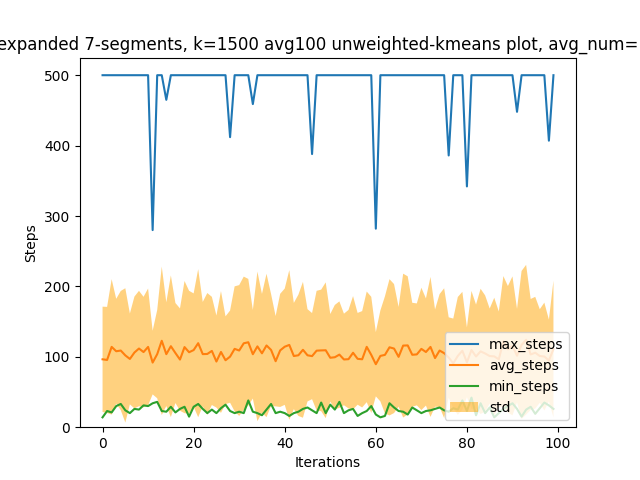 expanded 7-segments, k=1500 avg100 unweighted-kmeans plot, avg_num=
500
400
300
200
100
0
Steps
0 20 40 60 80 100
Iterations
max_steps
avg_steps
min_steps
std